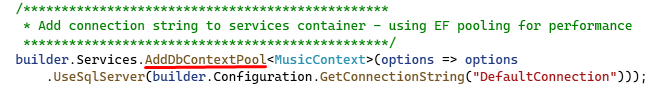 /************************************************
* Add connection string to services container - using EF pooling for performance
************************************************/
builder.Services.AddDbContextPool<MusicContext>(options => options
.UseSqlServer(builder.Configuration.GetConnectionString("DefaultConnection")));